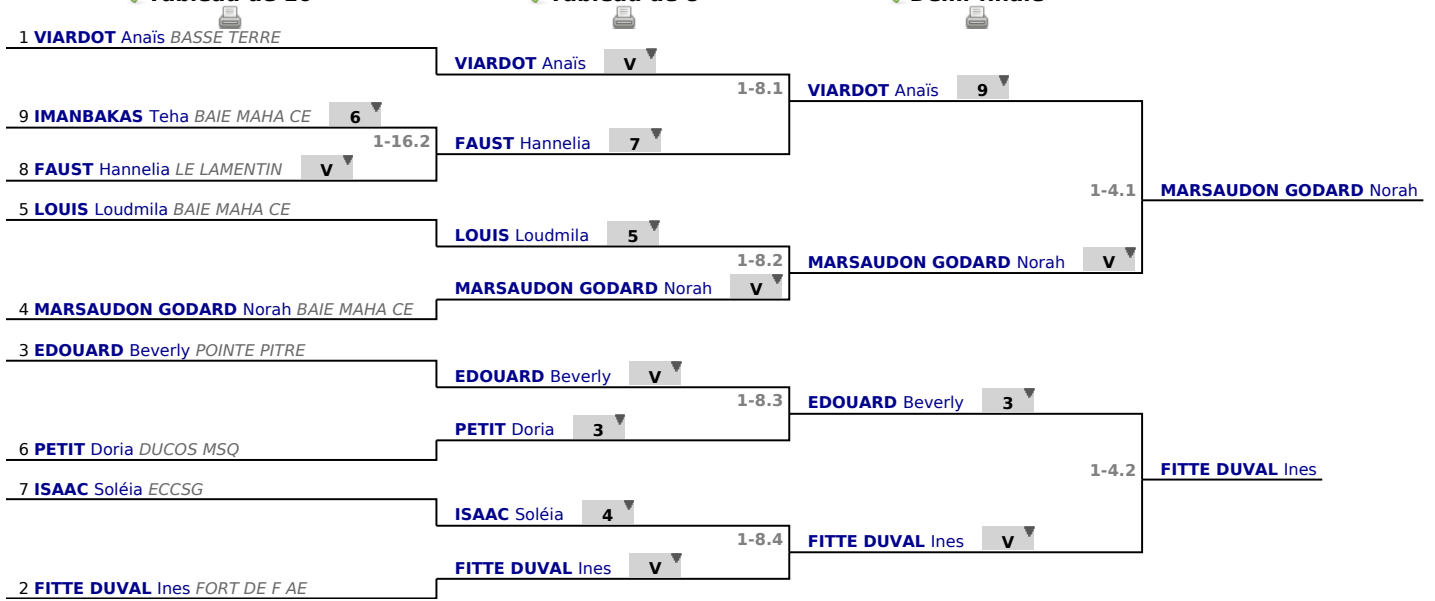 1 VIARDOT Anaïs BASSE TERRE
VIARDOT Anaïs V
1-8.1
VIARDOT Anaïs 9
9 IMANBAKAS Teha BAIE MAHA CE 6
1-16.2
FAUST Hannelia 7
8 FAUST Hannelia LE LAMENTIN V
1-4.1
MARSAUDON GODARD Norah
5 LOUIS Loudmila BAIE MAHA CE
LOUIS Loudmila 5
1-8.2
MARSAUDON GODARD Norah V
MARSAUDON GODARD Norah V
4 MARSAUDON GODARD Norah BAIE MAHA CE
3 EDOUARD Beverly POINTE PITRE
EDOUARD Beverly V
1-8.3
EDOUARD Beverly 3
PETIT Doria 3
6 PETIT Doria DUCOS MSQ
1-4.2
FITTE DUVAL Ines
7 ISAAC Soléia ECCSG
ISAAC Soléia 4
1-8.4
FITTE DUVAL Ines V
FITTE DUVAL Ines V
2 FITTE DUVAL Ines FORT DE F AE